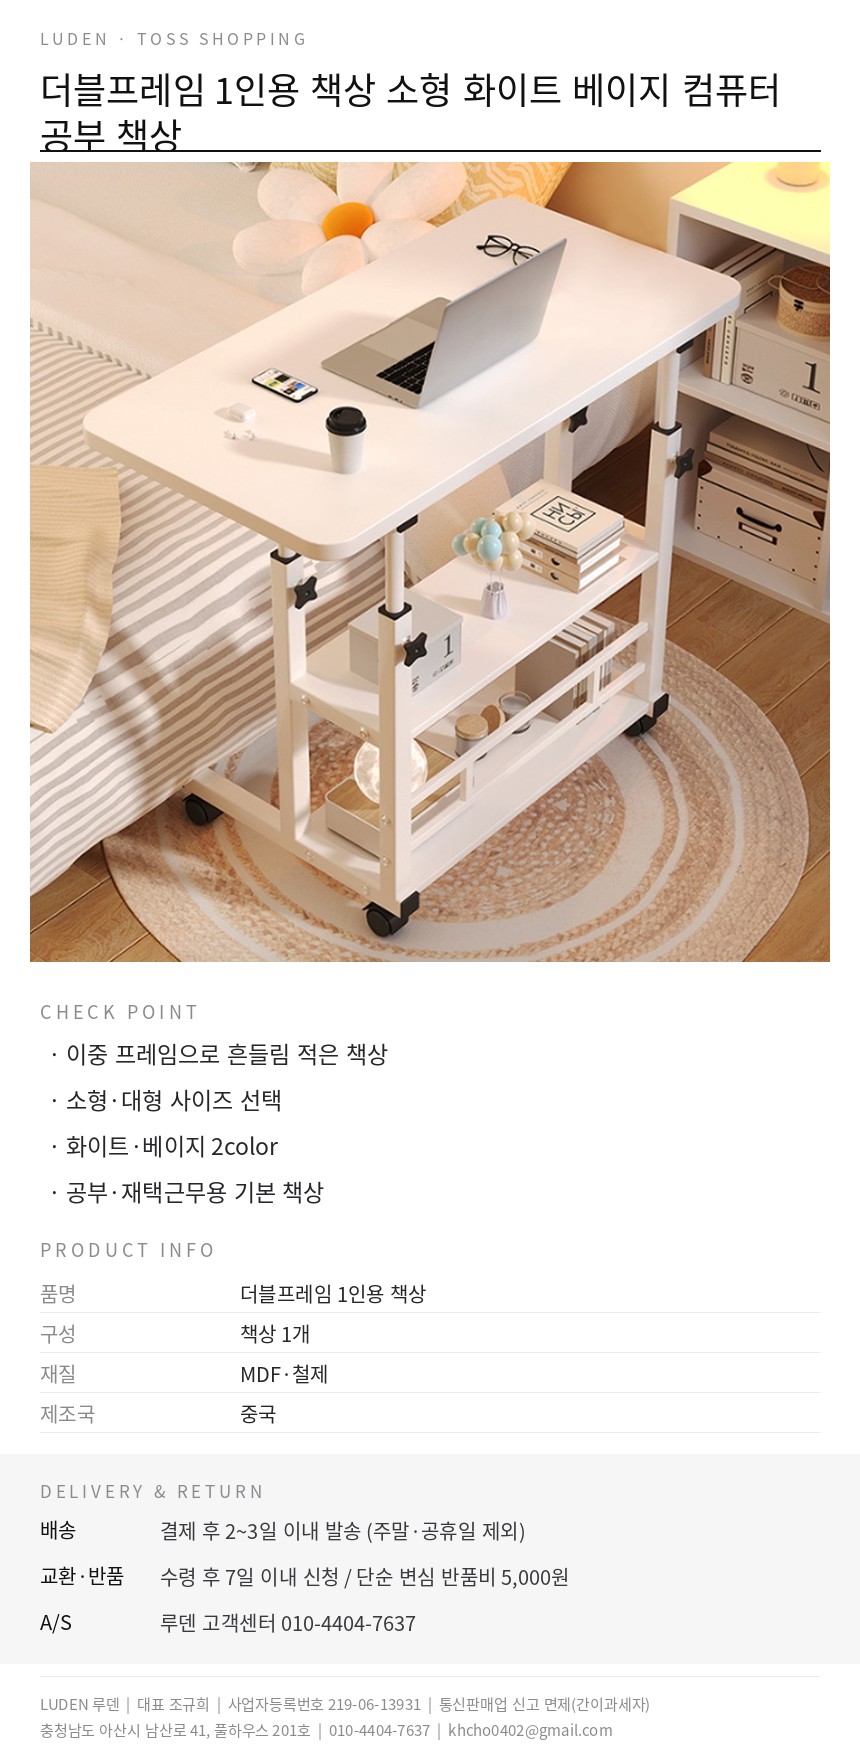 LUDEN · TOSS SHOPPING
더블프레임 1인용 책상 소형 화이트 베이지 컴퓨터
공부 책상
1
1
CHECK POINT
· 이중 프레임으로 흔들림 적은 책상
· 소형·대형 사이즈 선택
· 화이트·베이지 2color
· 공부·재택근무용 기본 책상
PRODUCT INFO
품명 더블프레임 1인용 책상
구성 책상 1개
재질 MDF·철제
제조국 중국
DELIVERY & RETURN
배송 결제 후 2~3일 이내 발송 (주말·공휴일 제외)
교환·반품 수령 후 7일 이내 신청 / 단순 변심 반품비 5,000원
A/S 루덴 고객센터 010-4404-7637
LUDEN 루덴 | 대표 조규희 | 사업자등록번호 219-06-13931 | 통신판매업 신고 면제(간이과세자)
충청남도 아산시 남산로 41, 풀하우스 201호 | 010-4404-7637 | khcho0402@gmail.com